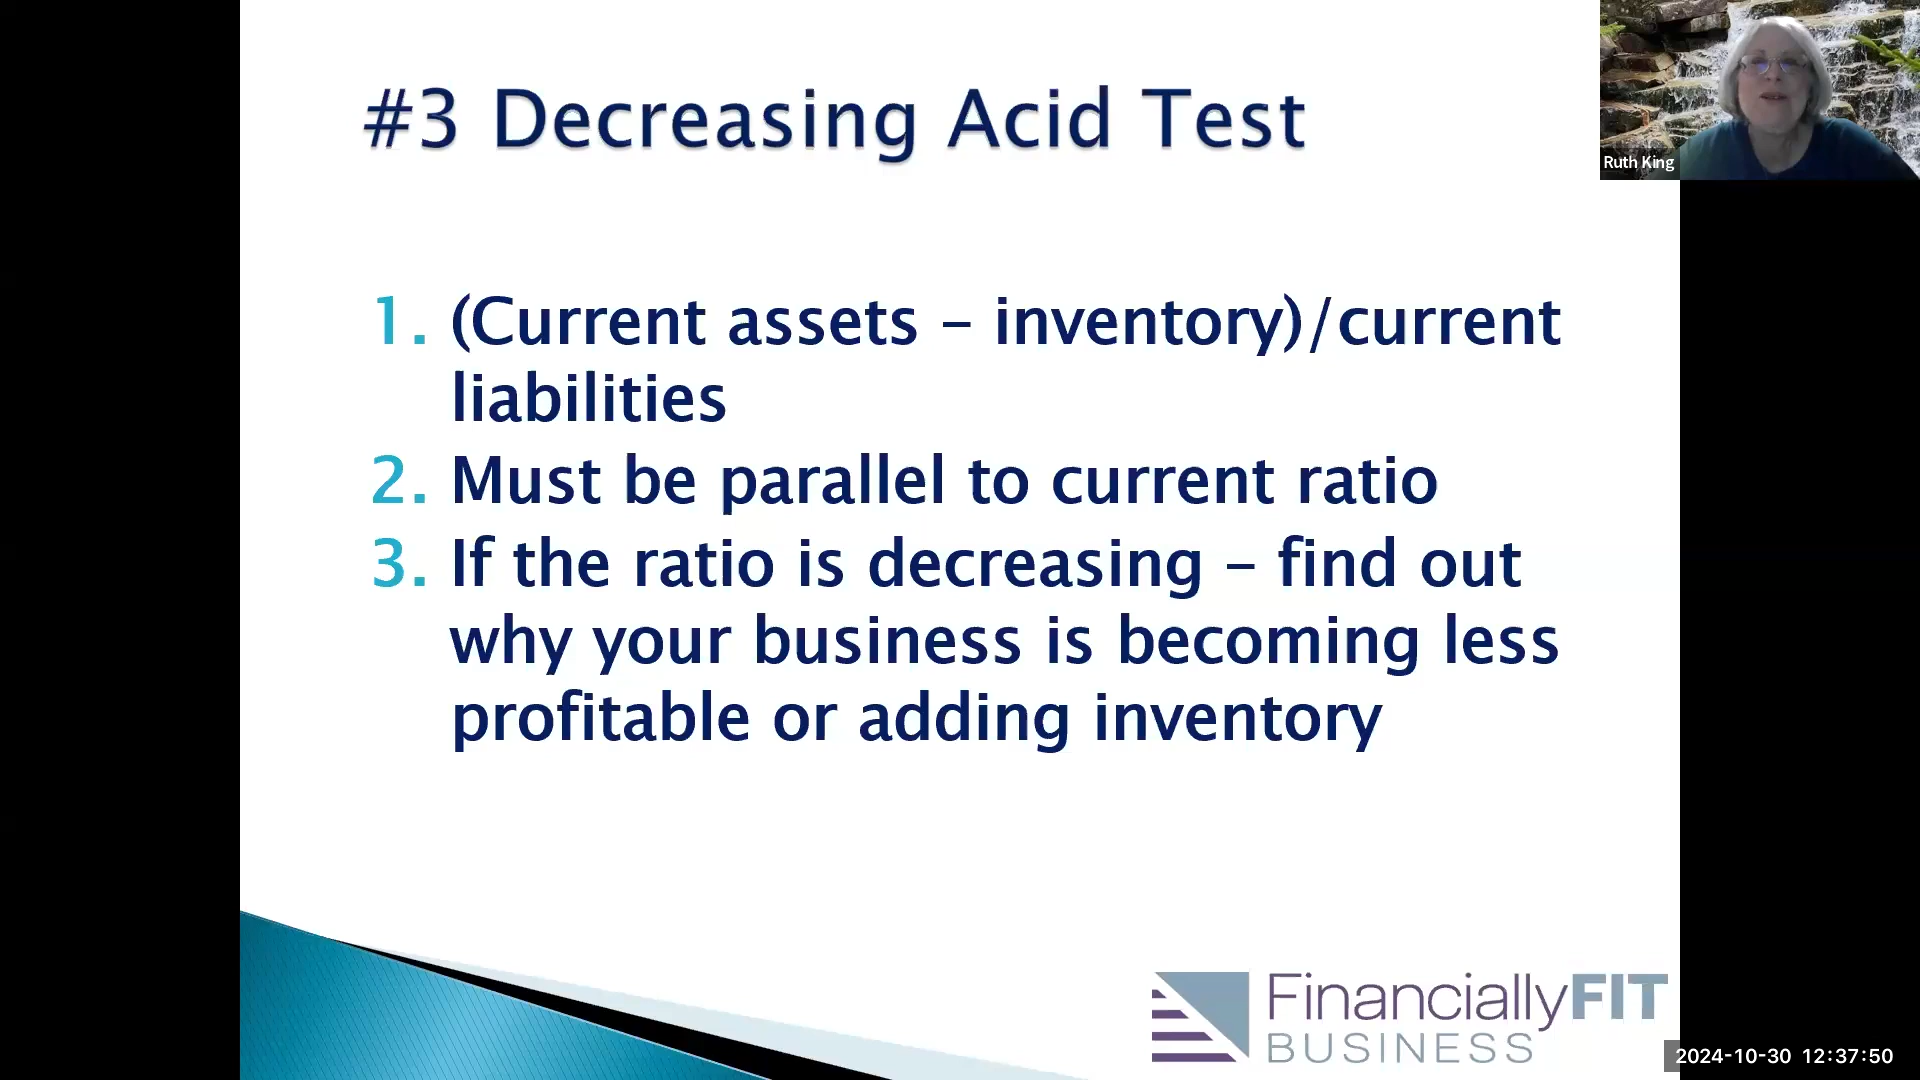 #3 Decreasing Acid Test
Ruth King
1. (Current assets – inventory)/current
liabilities
2. Must be parallel to current ratio
3. If the ratio is decreasing – find out
why your business is becoming less
profitable or adding inventory
FinanciallyFIT
BUSINESS
2024-10-30 12:37:50